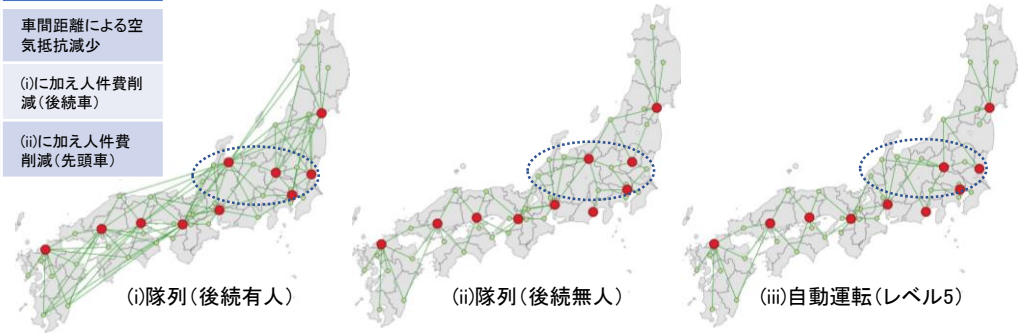 車間距離による空
気抵抗減少
(i)に加え人件費削
減(後続車)
(ii)に加え人件費
削減(先頭車)
(i)隊列(後続有人)
(ii)隊列(後続無人)
(iii)自動運転(レベル5)